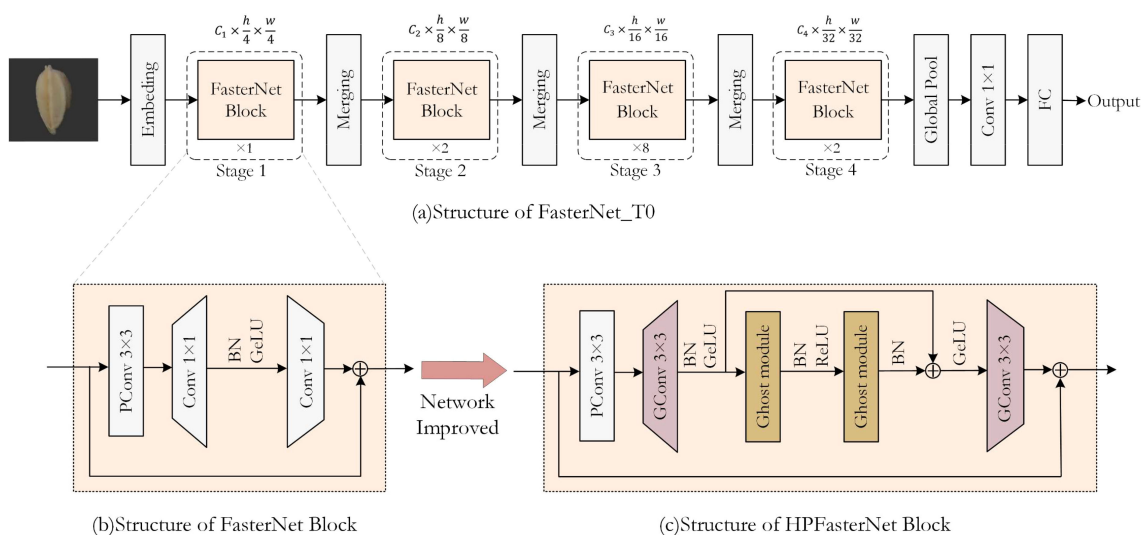 C₁ × h/4 × w/4
C₂ × h/8 × w/8
C₃ × h/16 × w/16
C₄ × h/32 × w/32
Embeding
FasterNet
Block
×1
Stage 1
Merging
FasterNet
Block
×2
Stage 2
Merging
FasterNet
Block
×8
Stage 3
Merging
FasterNet
Block
×2
Stage 4
Global Pool
Conv 1×1
FC
Output
(a)Structure of FasterNet_T0
PConv 3×3
Conv 1×1
BN
GeLU
Conv 1×1
Network
Improved
PConv 3×3
GConv 3×3
BN
GeLU
Ghost module
BN
ReLU
Ghost module
BN
GeLU
GConv 3×3
(b)Structure of FasterNet Block
(c)Structure of HPFasterNet Block